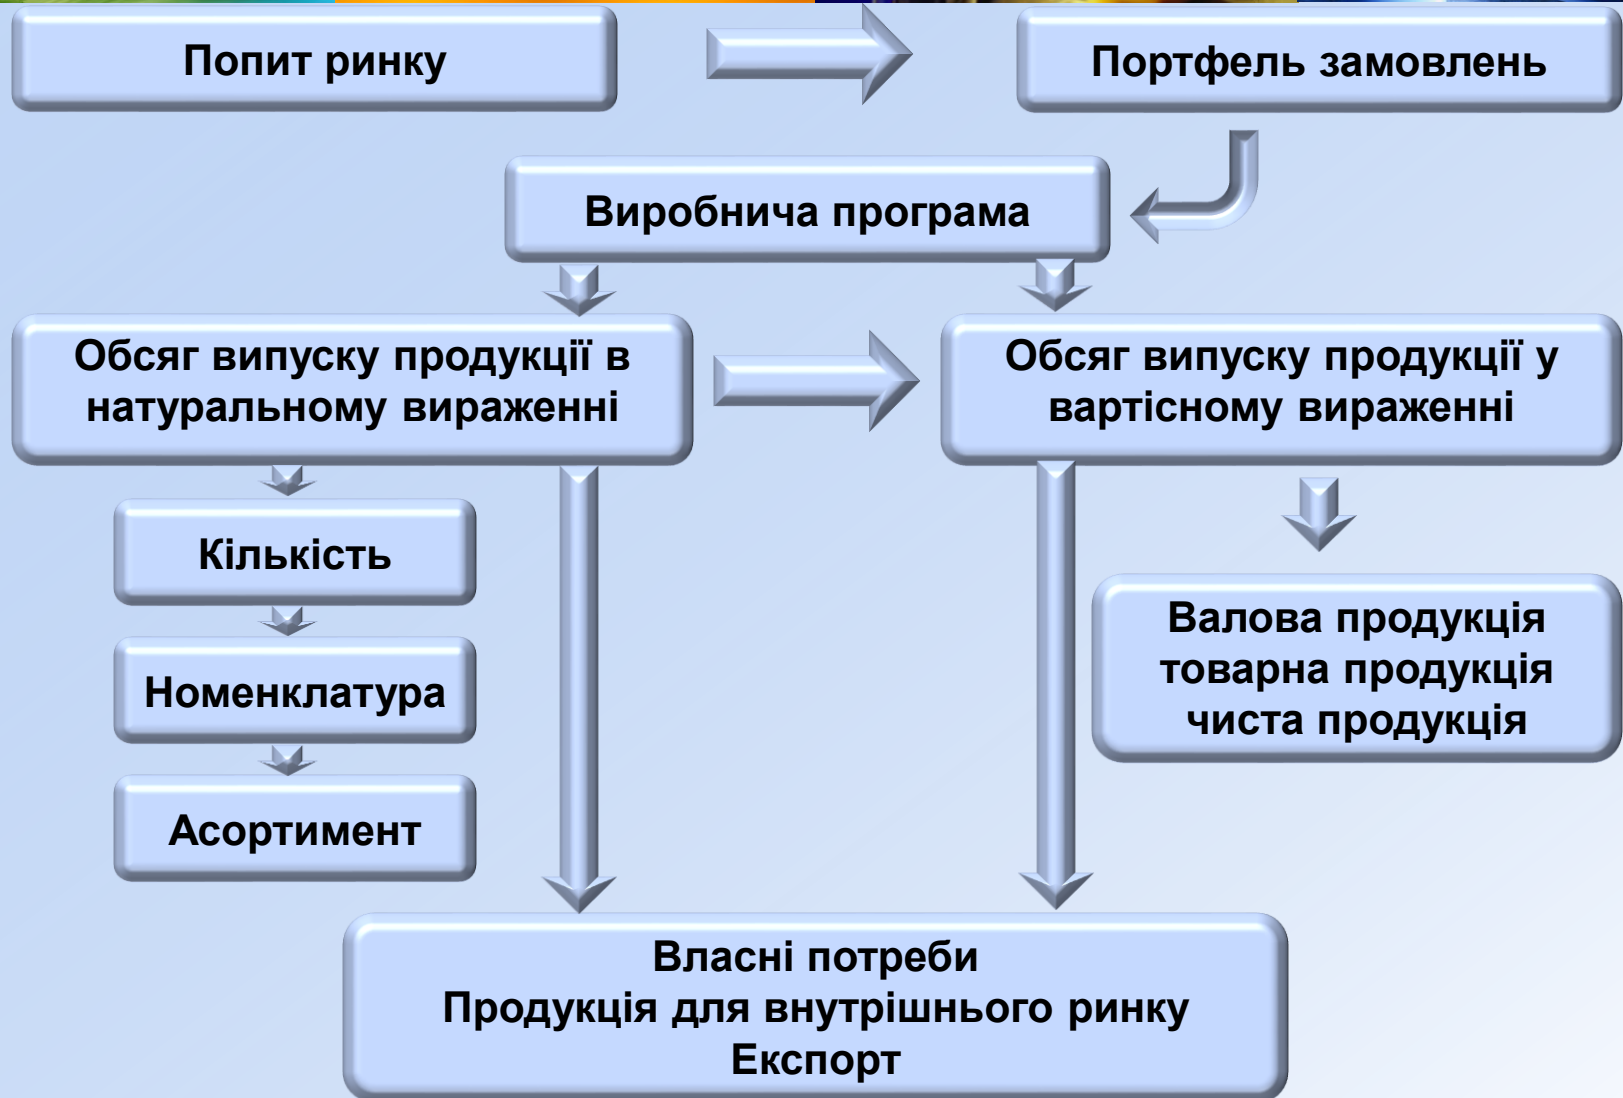 Попит ринку
Портфель замовлень
Виробнича програма
Обсяг випуску продукції в
натуральному вираженні
Обсяг випуску продукції у
вартісному вираженні
Кількість
Номенклатура
Асортимент
Валова продукція
товарна продукція
чиста продукція
Власні потреби
Продукція для внутрішнього ринку
Експорт